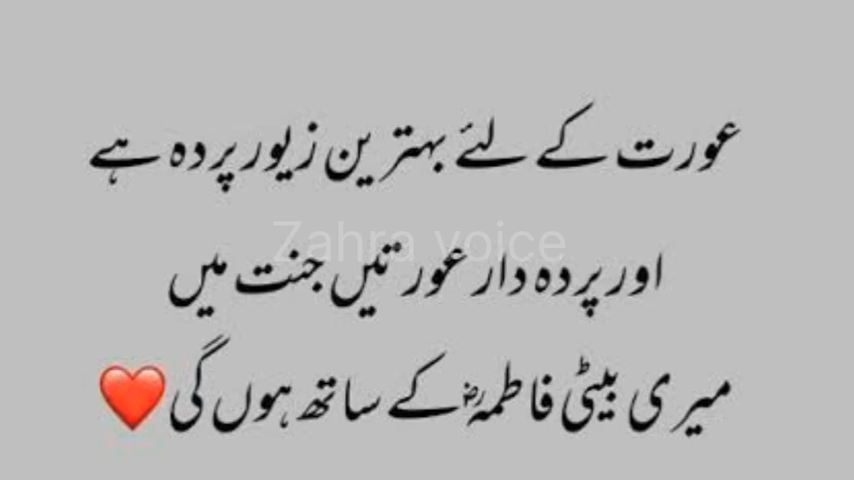 عورت کے لئے بہترین زیور پردہ ہے
Zahra voice
اور پردہ دار عورتیں جنت میں
میری بیٹی فاطمہؓ کے ساتھ ہوں گی ❤️